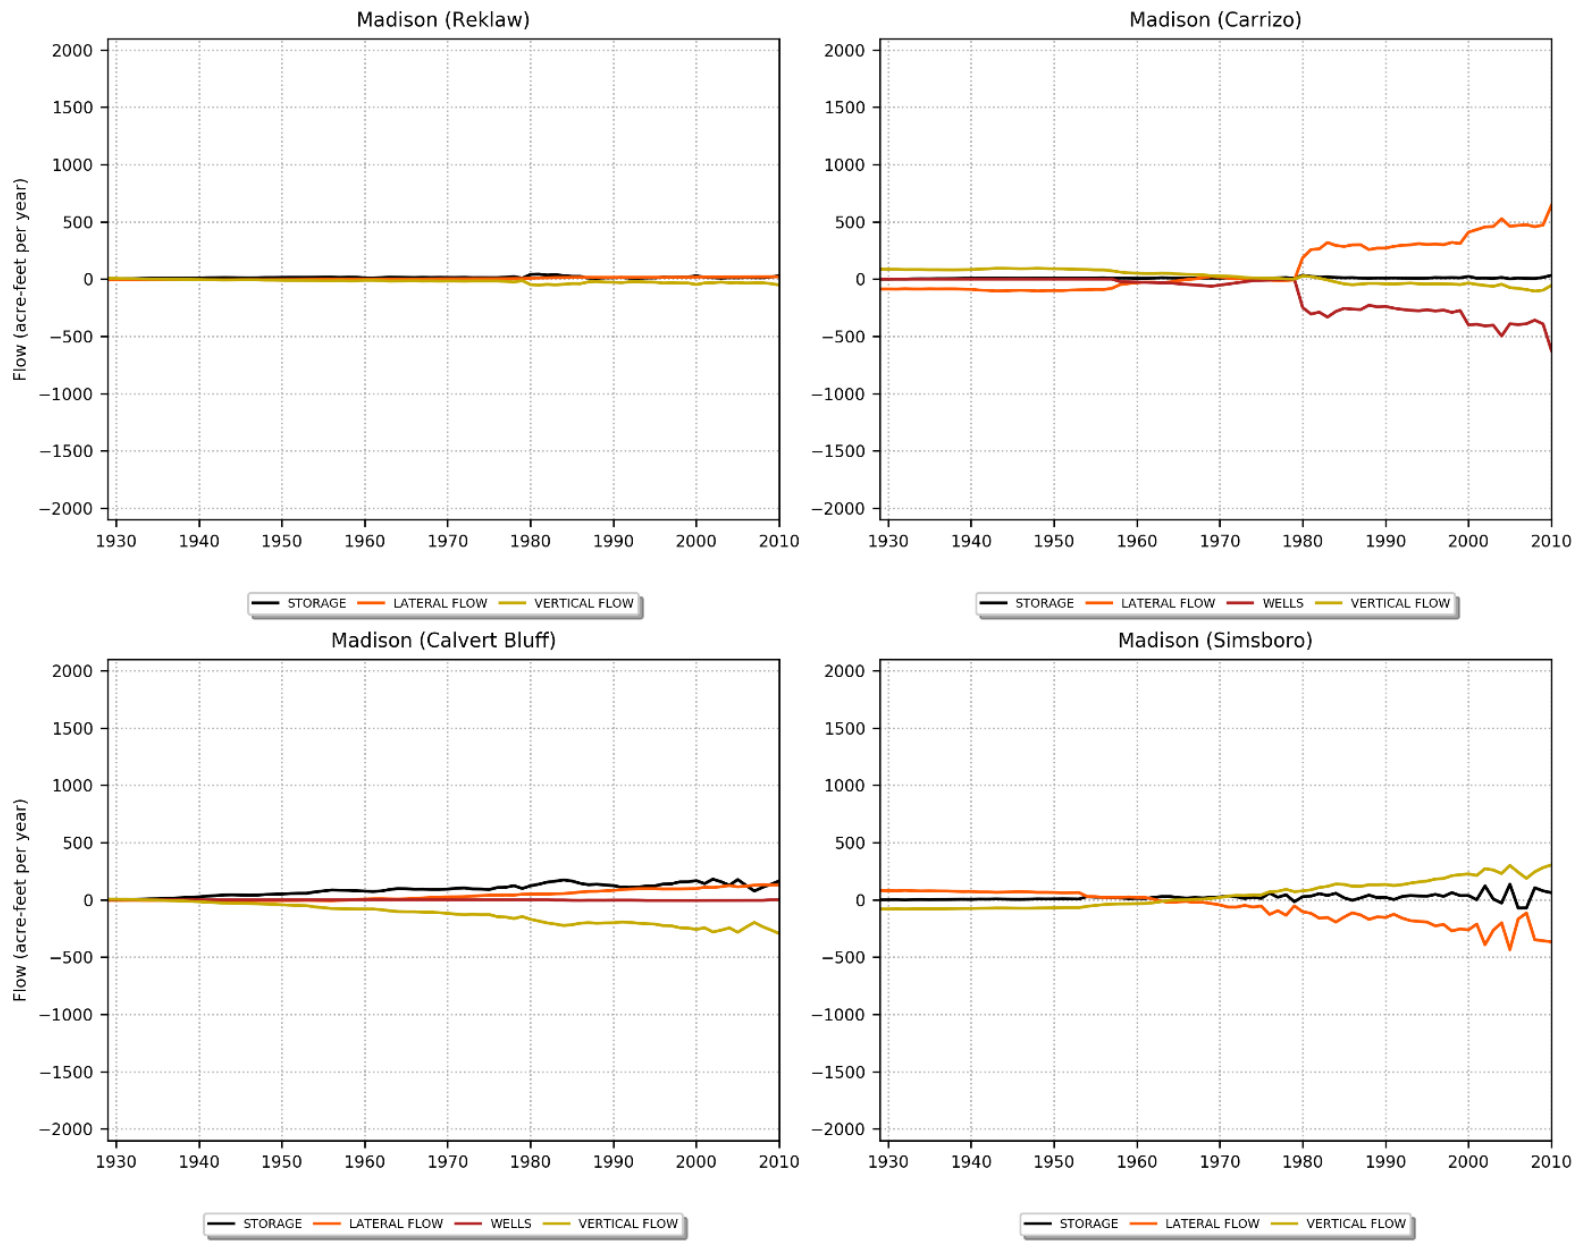 Madison (Reklaw)
Flow (acre-feet per year)
2000
1500
1000
500
0
−500
−1000
−1500
−2000
1930 1940 1950 1960 1970 1980 1990 2000 2010
STORAGE LATERAL FLOW VERTICAL FLOW
Madison (Carrizo)
2000
1500
1000
500
0
−500
−1000
−1500
−2000
1930 1940 1950 1960 1970 1980 1990 2000 2010
STORAGE LATERAL FLOW WELLS VERTICAL FLOW
Madison (Calvert Bluff)
Flow (acre-feet per year)
2000
1500
1000
500
0
−500
−1000
−1500
−2000
1930 1940 1950 1960 1970 1980 1990 2000 2010
STORAGE LATERAL FLOW WELLS VERTICAL FLOW
Madison (Simsboro)
2000
1500
1000
500
0
−500
−1000
−1500
−2000
1930 1940 1950 1960 1970 1980 1990 2000 2010
STORAGE LATERAL FLOW VERTICAL FLOW